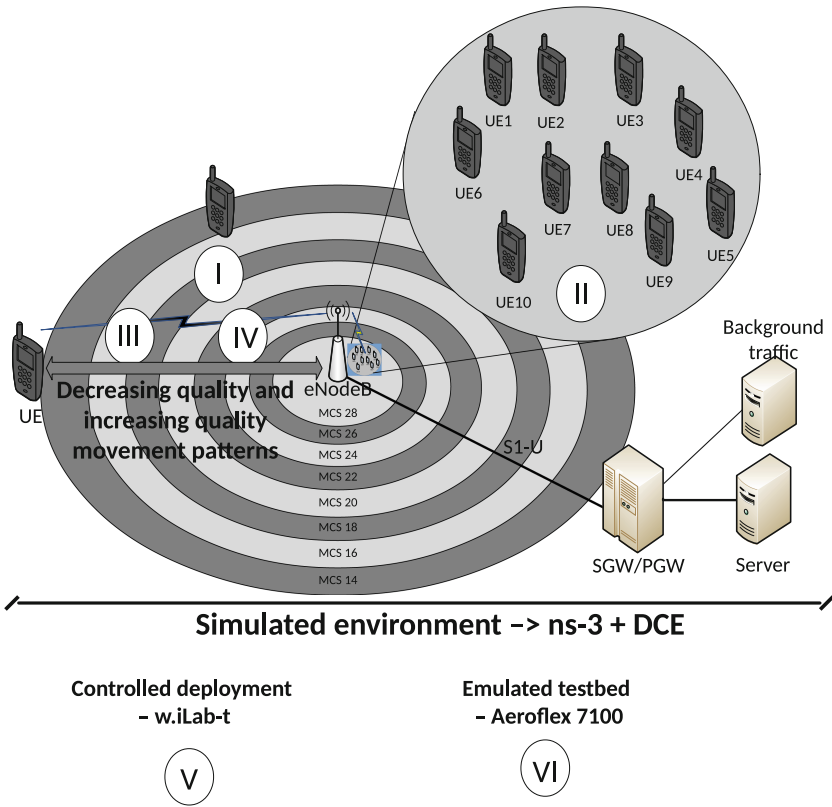 UE1
UE2
UE3
UE4
UE6
UE7
UE8
UE5
UE9
UE10
I
II
III
IV
Background
traffic
UE
Decreasing quality and
increasing quality
movement patterns
eNodeB
MCS 28
MCS 26
MCS 24
MCS 22
MCS 20
MCS 18
MCS 16
MCS 14
S1-U
SGW/PGW
Server
Simulated environment –> ns-3 + DCE
Controlled deployment
– w.iLab-t
V
Emulated testbed
– Aeroflex 7100
VI